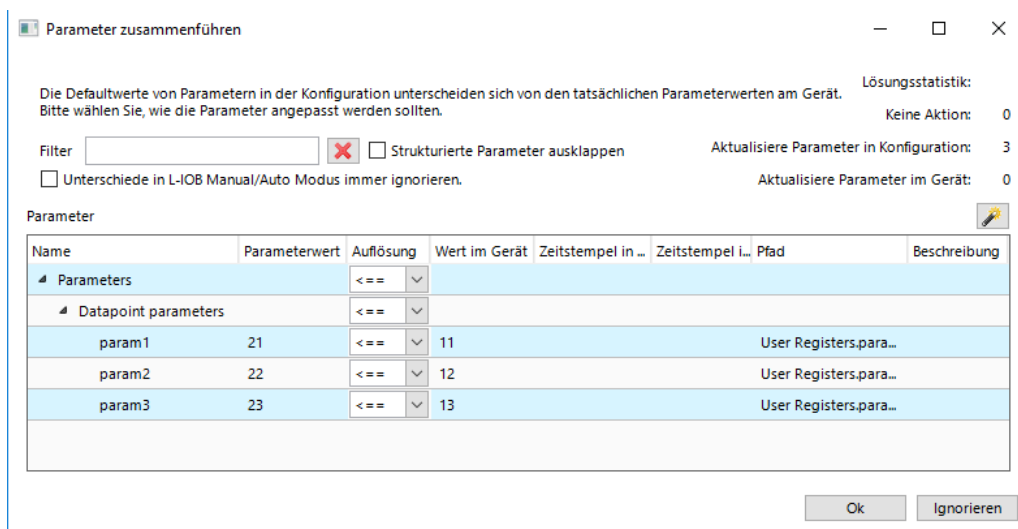 Parameter zusammenführen
Die Defaultwerte von Parametern in der Konfiguration unterscheiden sich von den tatsächlichen Parameterwerten am Gerät.
Bitte wählen Sie, wie die Parameter angepasst werden sollten.
Lösungsstatistik:
Keine Aktion: 0
Filter Strukturierte Parameter ausklappen Aktualisiere Parameter in Konfiguration: 3
Unterschiede in L-IOB Manual/Auto Modus immer ignorieren. Aktualisiere Parameter im Gerät: 0
Parameter
Name Parameterwert Auflösung Wert im Gerät Zeitstempel in ... Zeitstempel i... Pfad Beschreibung
Parameters <==
Datapoint parameters <==
param1 21 <== 11 User Registers.para...
param2 22 <== 12 User Registers.para...
param3 23 <== 13 User Registers.para...
Ok Ignorieren